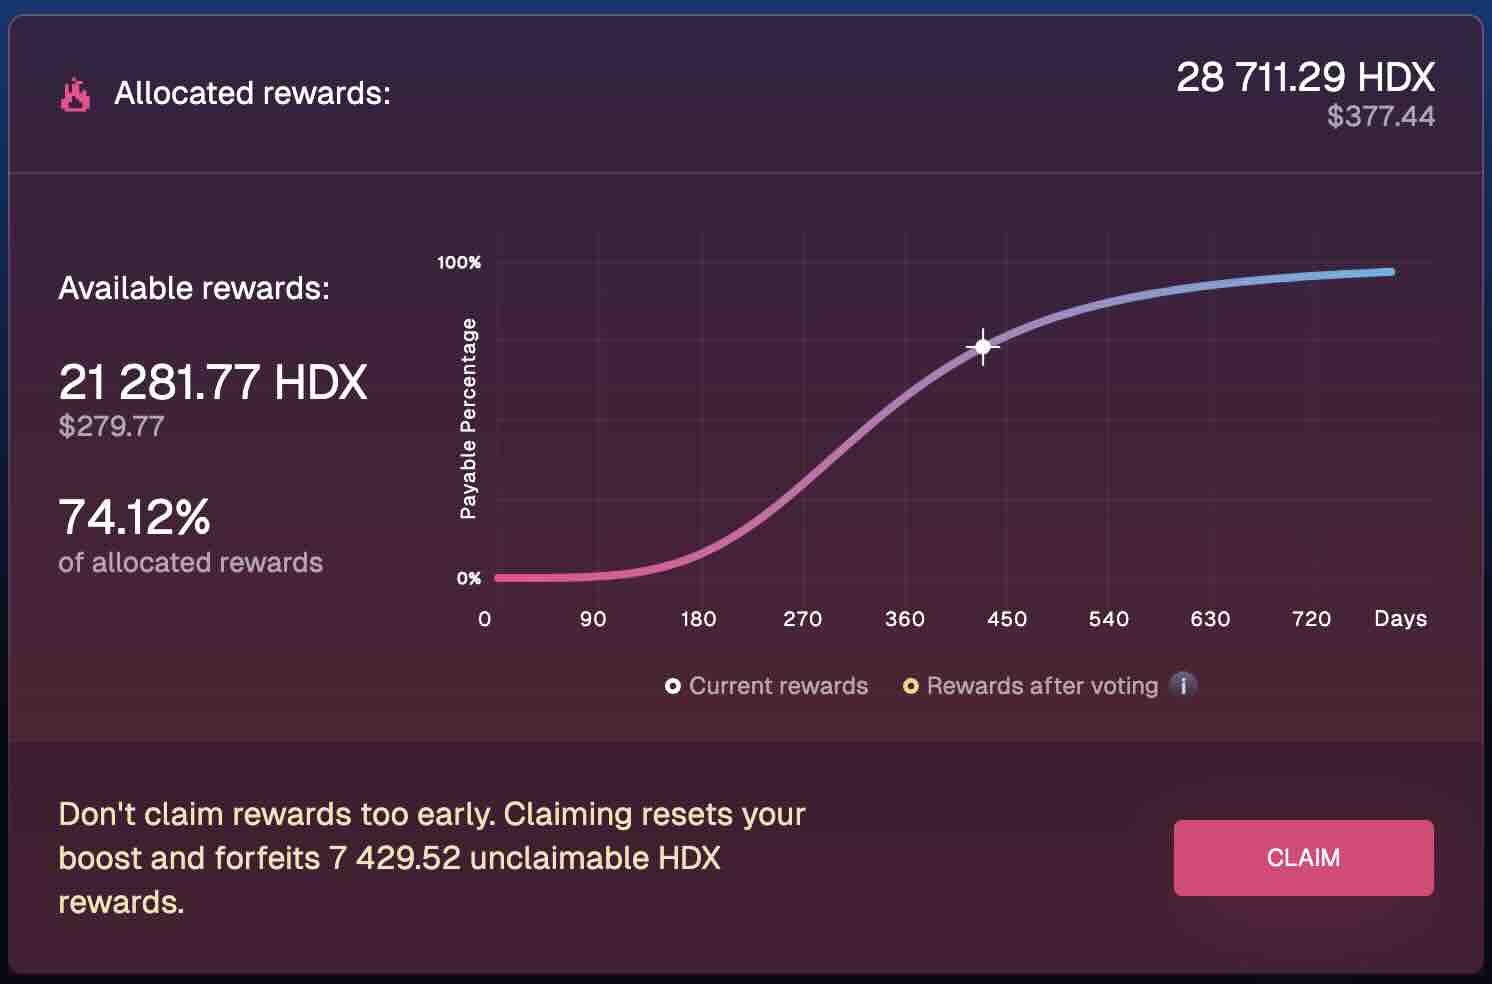 Allocated rewards:
28 711.29 HDX
$377.44
Available rewards:
21 281.77 HDX
$279.77
74.12%
of allocated rewards
100%
Payable Percentage
0%
0 90 180 270 360 450 540 630 720 Days
Current rewards Rewards after voting i
Don't claim rewards too early. Claiming resets your
boost and forfeits 7 429.52 unclaimable HDX
rewards.
CLAIM